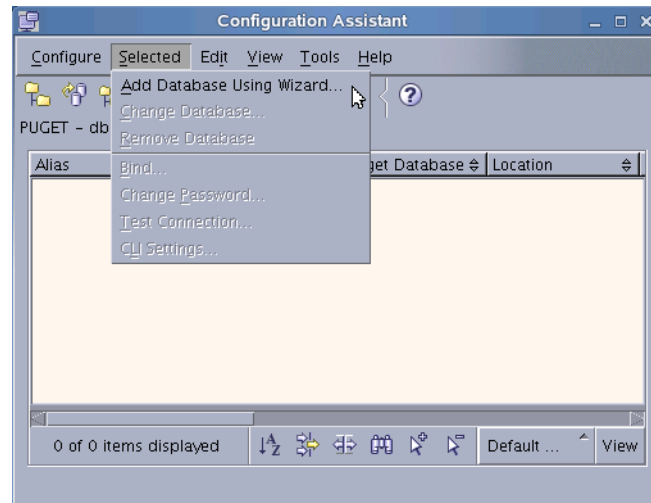 Configuration Assistant
Configure Selected Edit View Tools Help
Add Database Using Wizard...
Change Database...
Remove Database
Bind...
Change Password...
Test Connection...
CLI Settings...
PUGET - db
Alias get Database Location
0 of 0 items displayed
Default ...
View